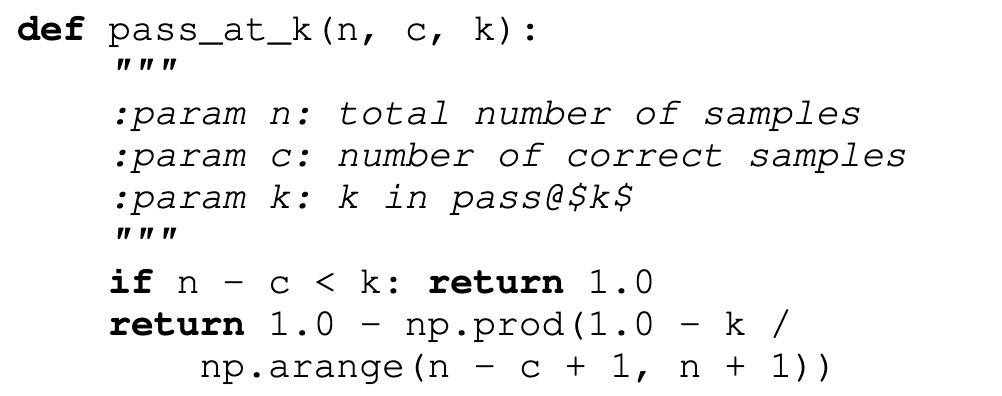 def pass_at_k(n, c, k):
"""
:param n: total number of samples
:param c: number of correct samples
:param k: k in pass@$k$
"""
if n - c < k: return 1.0
return 1.0 - np.prod(1.0 - k /
np.arange(n - c + 1, n + 1))